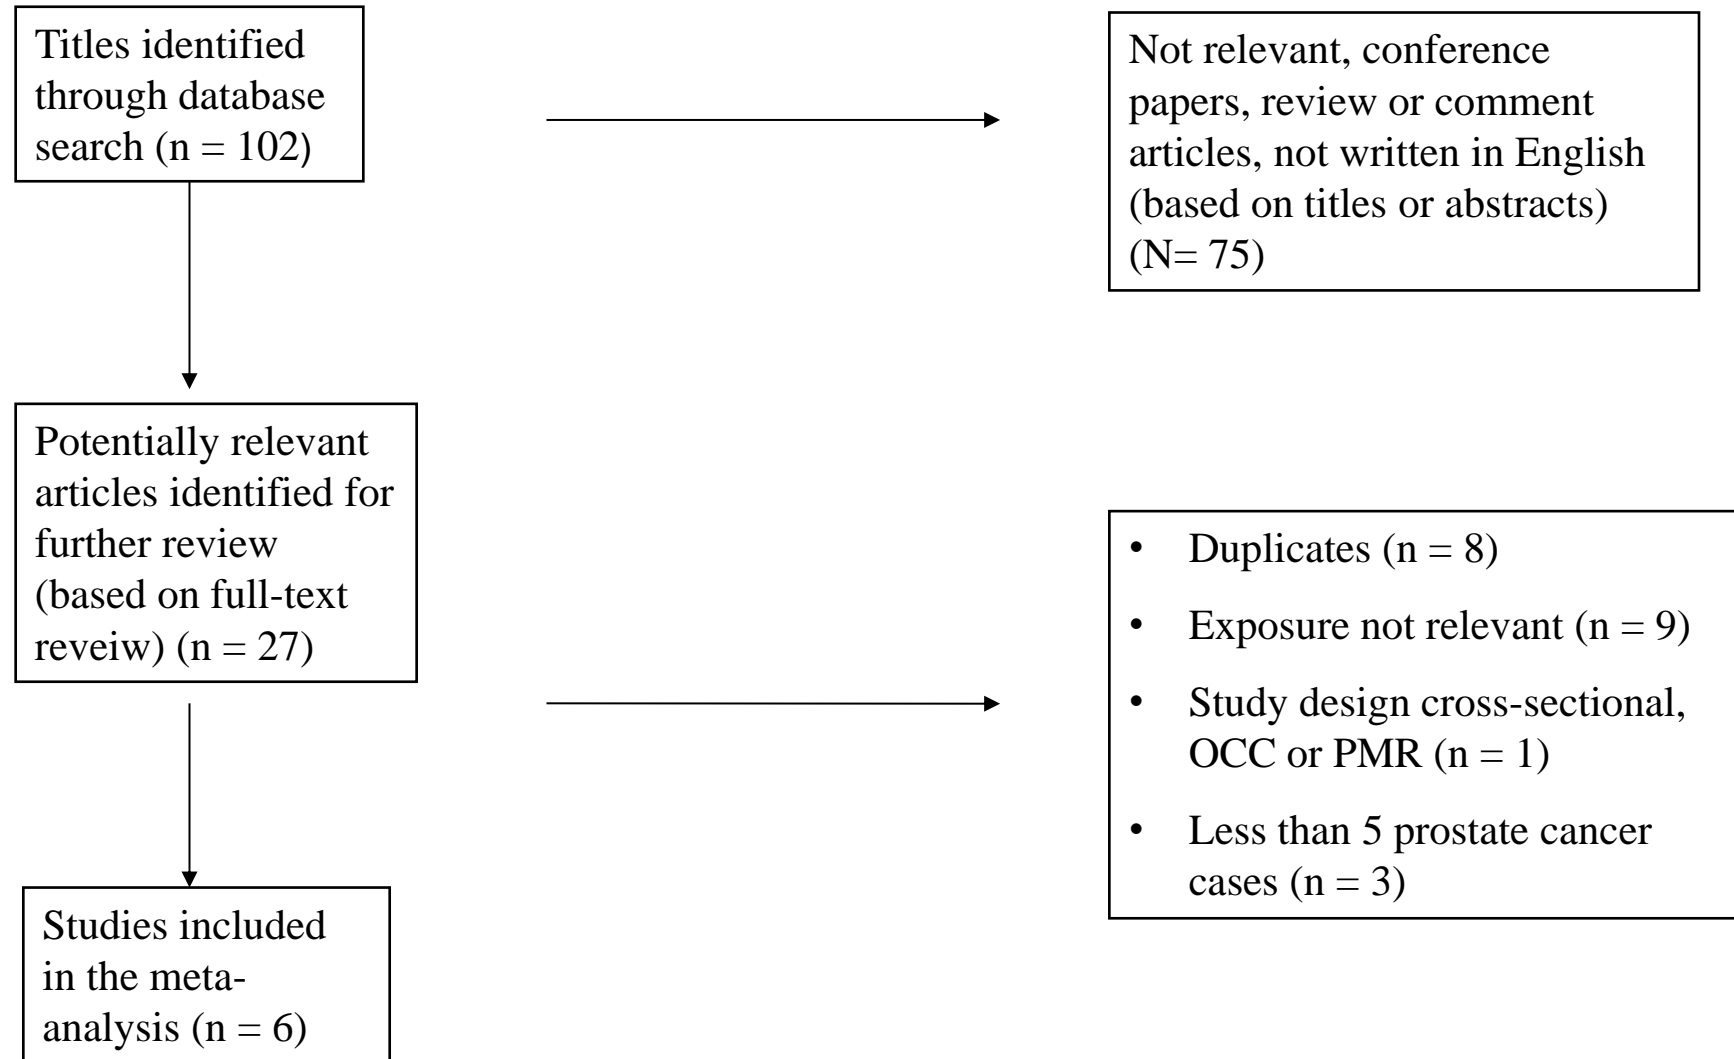 Titles identified
through database
search (n = 102)
Not relevant, conference
papers, review or comment
articles, not written in English
(based on titles or abstracts)
(N= 75)
Potentially relevant
articles identified for
further review
(based on full-text
reveiw) (n = 27)
• Duplicates (n = 8)
• Exposure not relevant (n = 9)
• Study design cross-sectional,
OCC or PMR (n = 1)
• Less than 5 prostate cancer
cases (n = 3)
Studies included
in the meta-
analysis (n = 6)